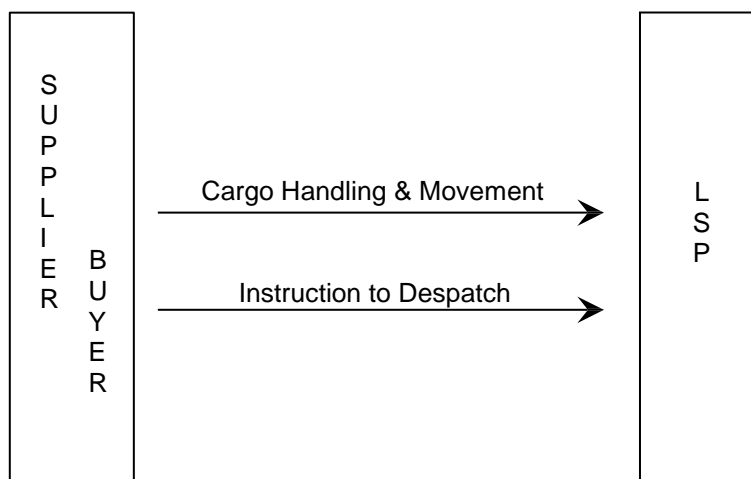 SUPPLIER
BUYER
Cargo Handling & Movement
Instruction to Despatch
LSP